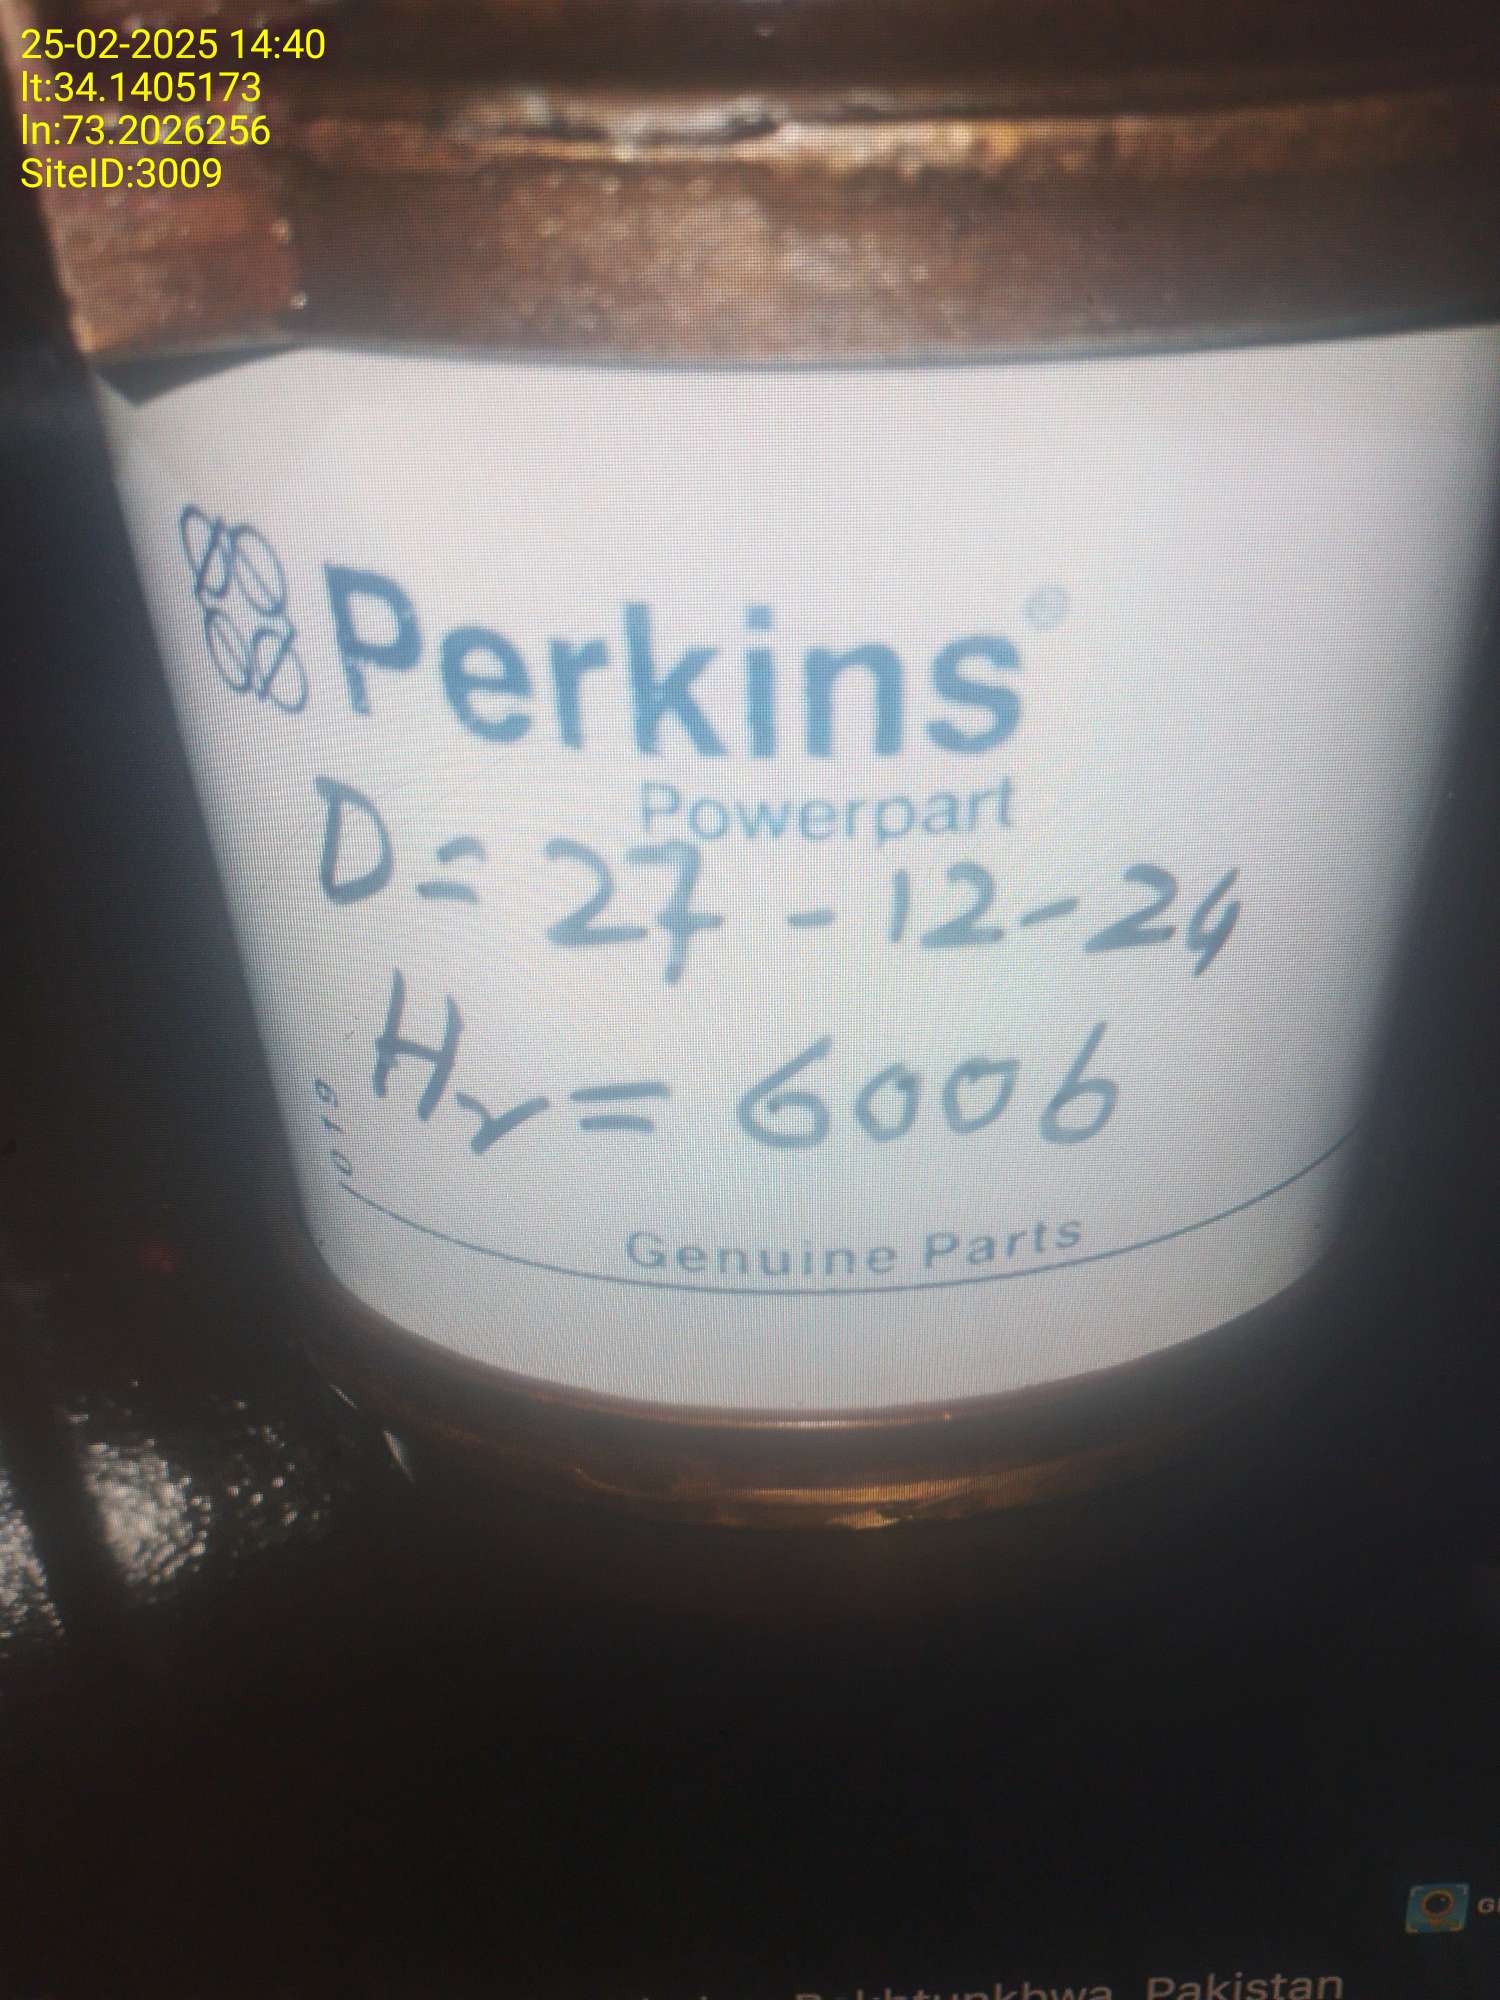 25-02-2025 14:40
lt:34.1405173
ln:73.2026256
SiteID:3009
Perkins®
Powerpart
D = 27 - 12 - 24
Hr = 6006
019
Genuine Parts
Pakistan